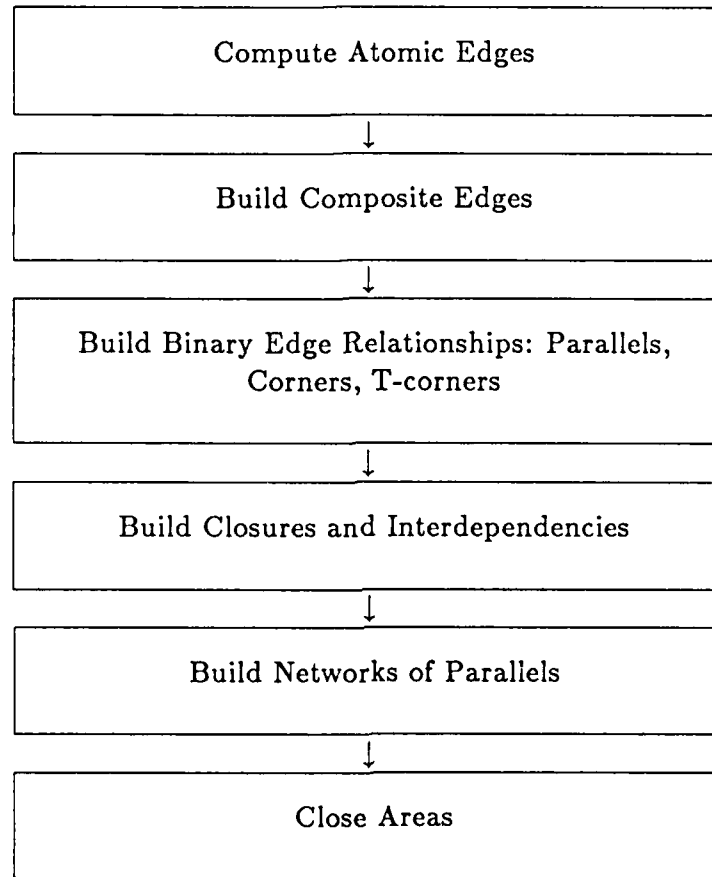 Compute Atomic Edges
↓
Build Composite Edges
↓
Build Binary Edge Relationships: Parallels,
Corners, T-corners
↓
Build Closures and Interdependencies
↓
Build Networks of Parallels
↓
Close Areas